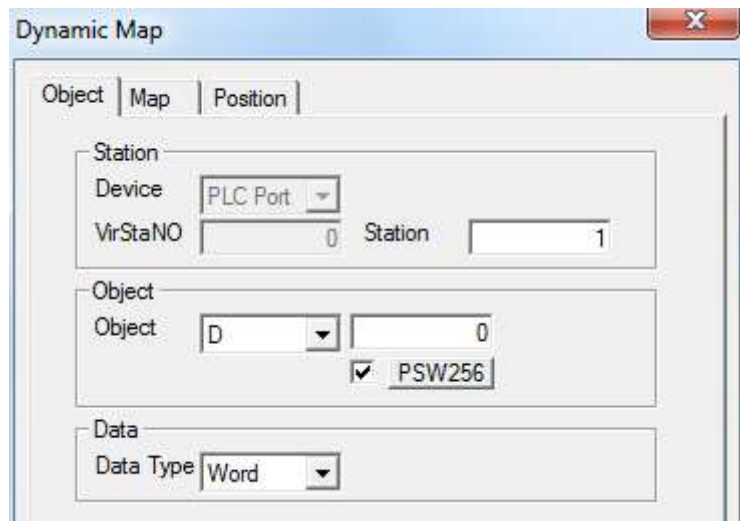 Dynamic Map
Object Map Position
Station
Device PLC Port
VirStaNO 0 Station 1
Object
Object D 0
PSW256
Data
Data Type Word